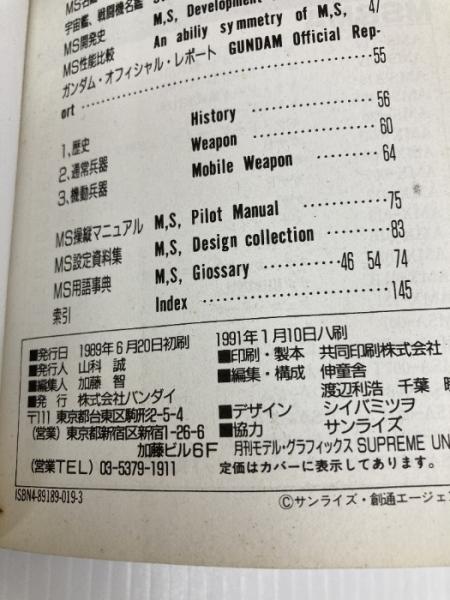 宇宙艦、戦闘機名鑑
MS開発史 M,S, Development
MS性能比較 An abiliy symmetry of M,S, 47
ガンダム・オフィシャル・レポート GUNDAM Official Rep-
ort ……………………………………… 55
1、歴史 History ……………… 56
2、通常兵器 Weapon ……………… 60
3、機動兵器 Mobile Weapon ………… 64
MS操縦マニュアル M,S, Pilot Manual ……………… 75
MS設定資料集 M,S, Design collection ………… 83
MS用語事典 M,S, Giossary ………… 46 54 74
索引 Index ……………………… 145
■発行日 1989年6月20日初刷 1991年1月10日八刷
■発行人 山科 誠
■編集人 加藤 智
■発 行 株式会社バンダイ
〒111 東京都台東区駒形2-5-4
(営業) 東京都新宿区新宿1-26-6
加藤ビル6F
(営業TEL) 03-5379-1911
■印刷・製本 共同印刷株式会社
■編集・構成 伸童舎
渡辺利浩 千葉
■デザイン シイバミツヲ
■協力 サンライズ
月刊モデル・グラフィックス SUPREME UN
定価はカバーに表示してあります。
ISBN4-89189-019-3
©サンライズ・創通エージェ